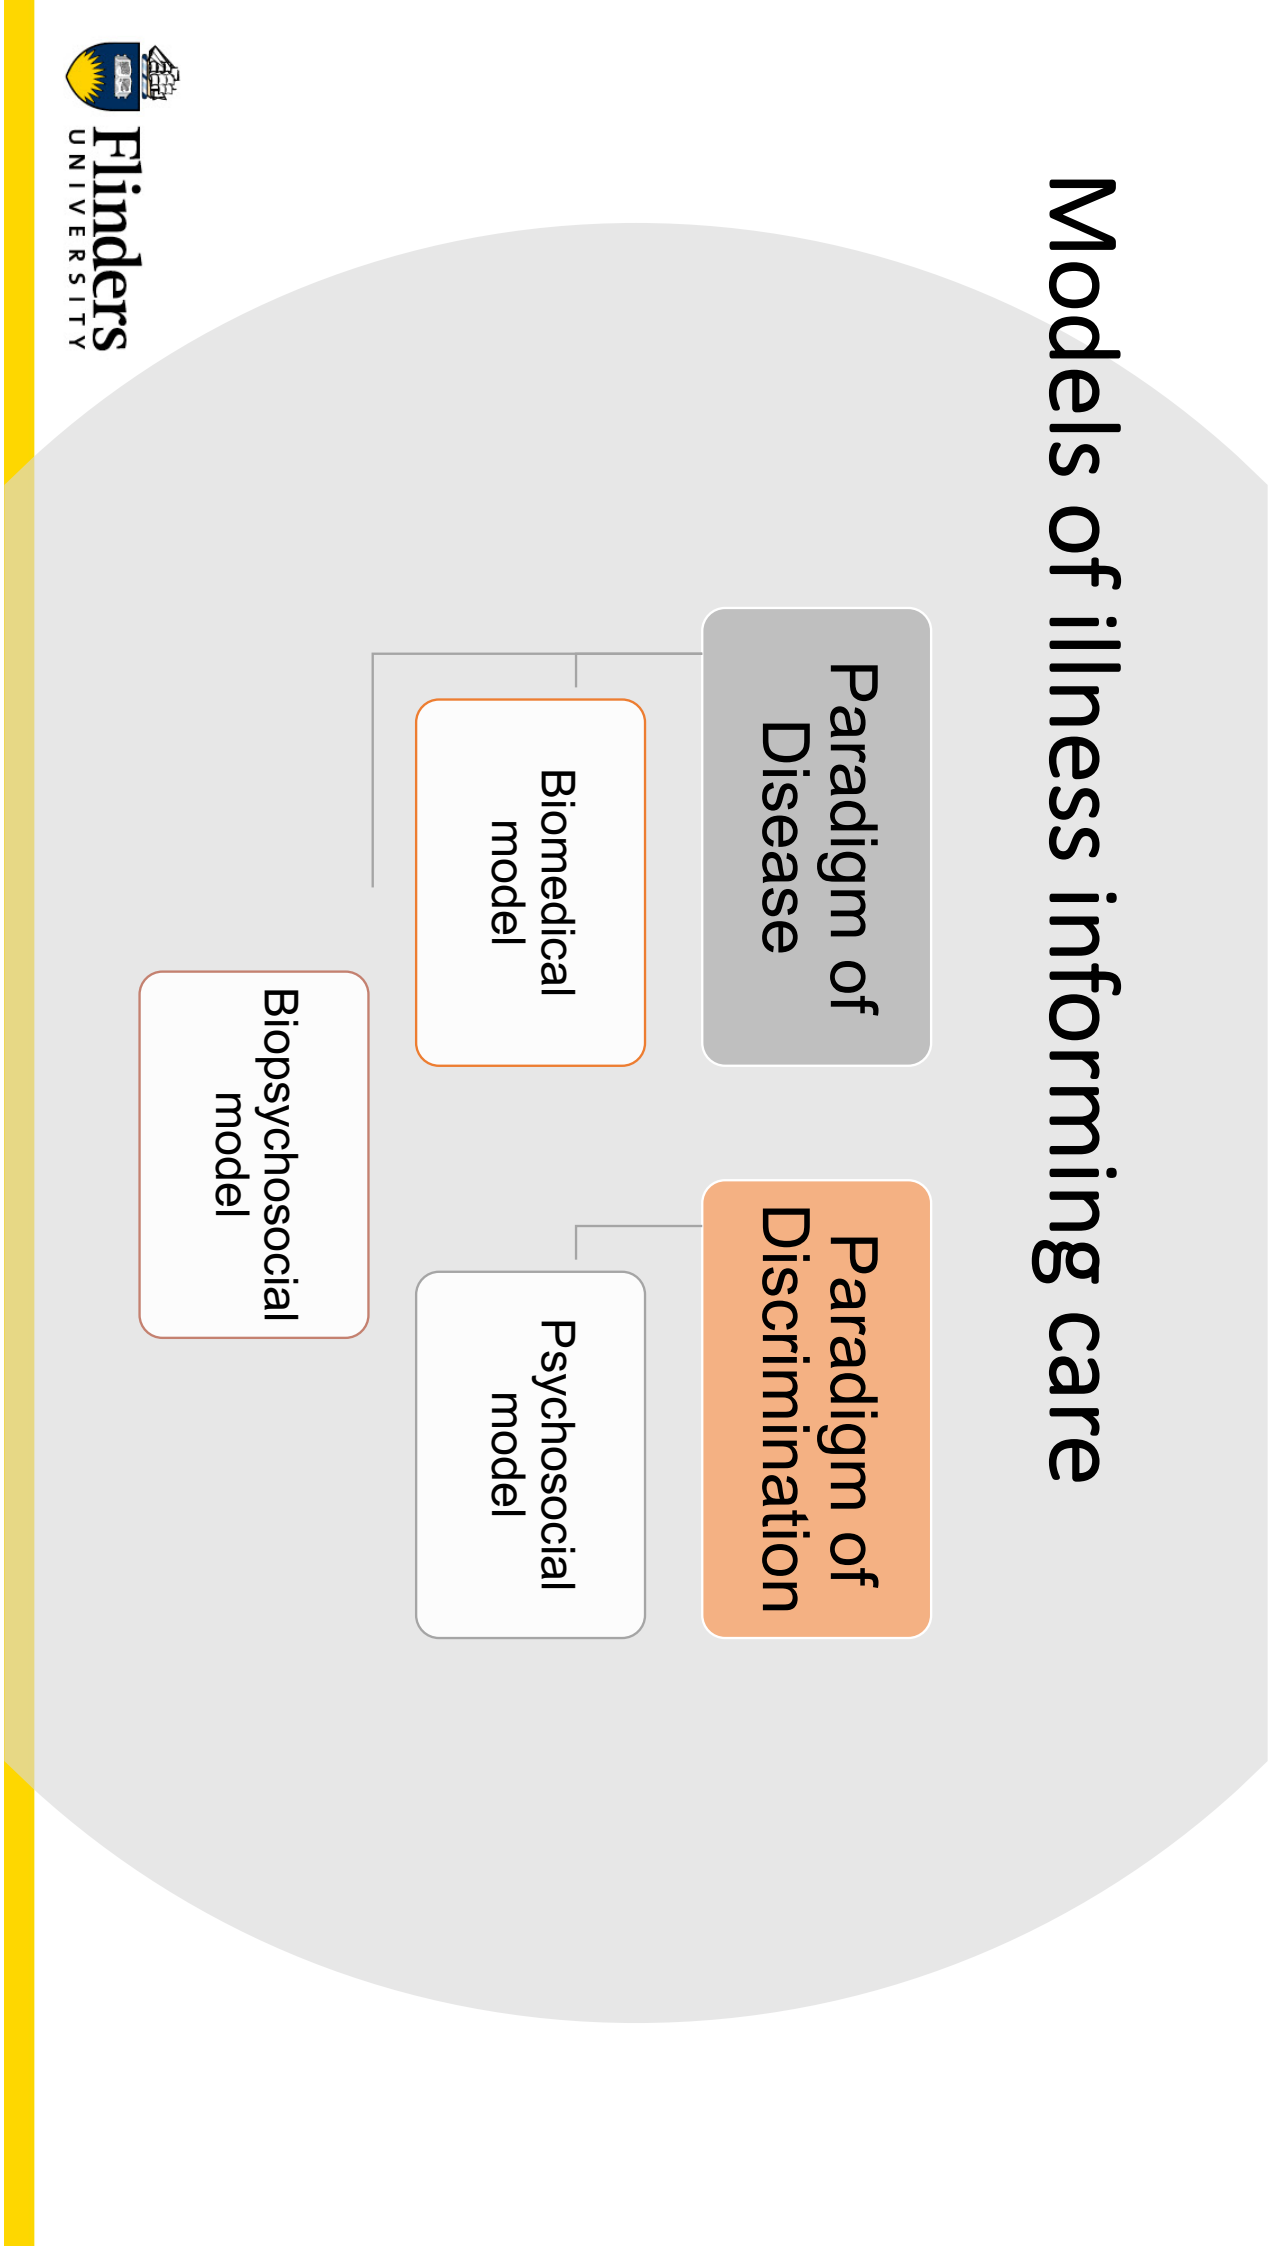 Models of illness informing care
Paradigm of
Disease
Paradigm of
Discrimination
Biomedical
model
Psychosocial
model
Biopsychosocial
model
Flinders
UNIVERSITY